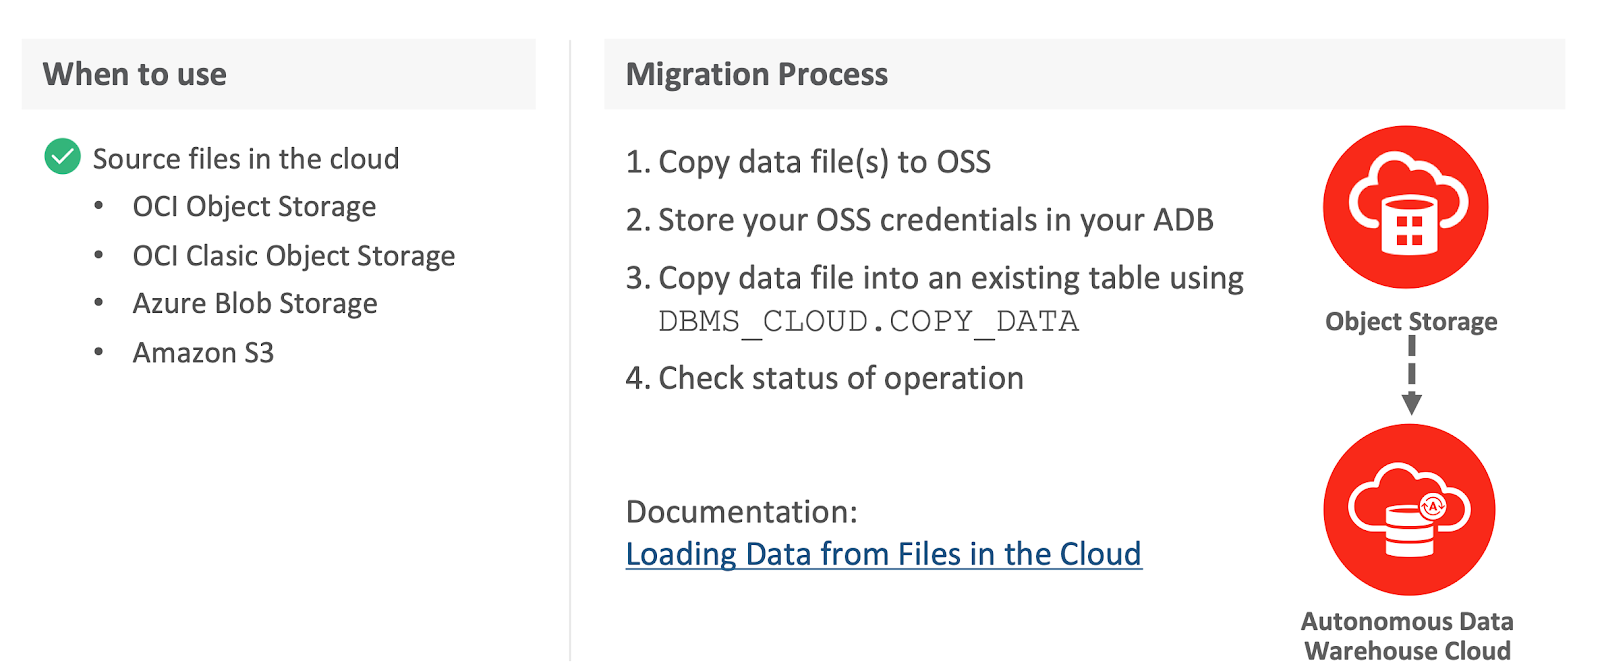 When to use
Source files in the cloud
• OCI Object Storage
• OCI Clasic Object Storage
• Azure Blob Storage
• Amazon S3
Migration Process
1. Copy data file(s) to OSS
2. Store your OSS credentials in your ADB
3. Copy data file into an existing table using
DBMS_CLOUD.COPY_DATA
4. Check status of operation
Documentation:
Loading Data from Files in the Cloud
Object Storage
A
Autonomous Data
Warehouse Cloud